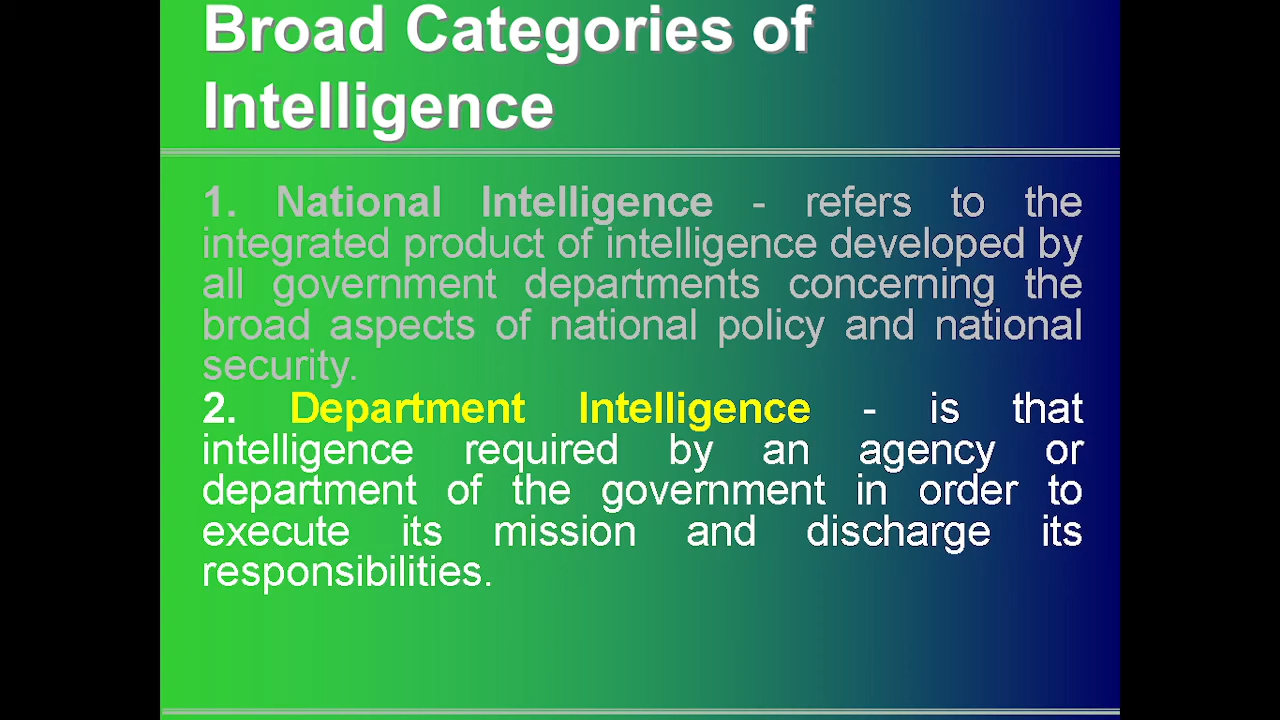 Broad Categories of
Intelligence
1. National Intelligence - refers to the
integrated product of intelligence developed by
all government departments concerning the
broad aspects of national policy and national
security.
2. Department Intelligence - is that
intelligence required by an agency or
department of the government in order to
execute its mission and discharge its
responsibilities.